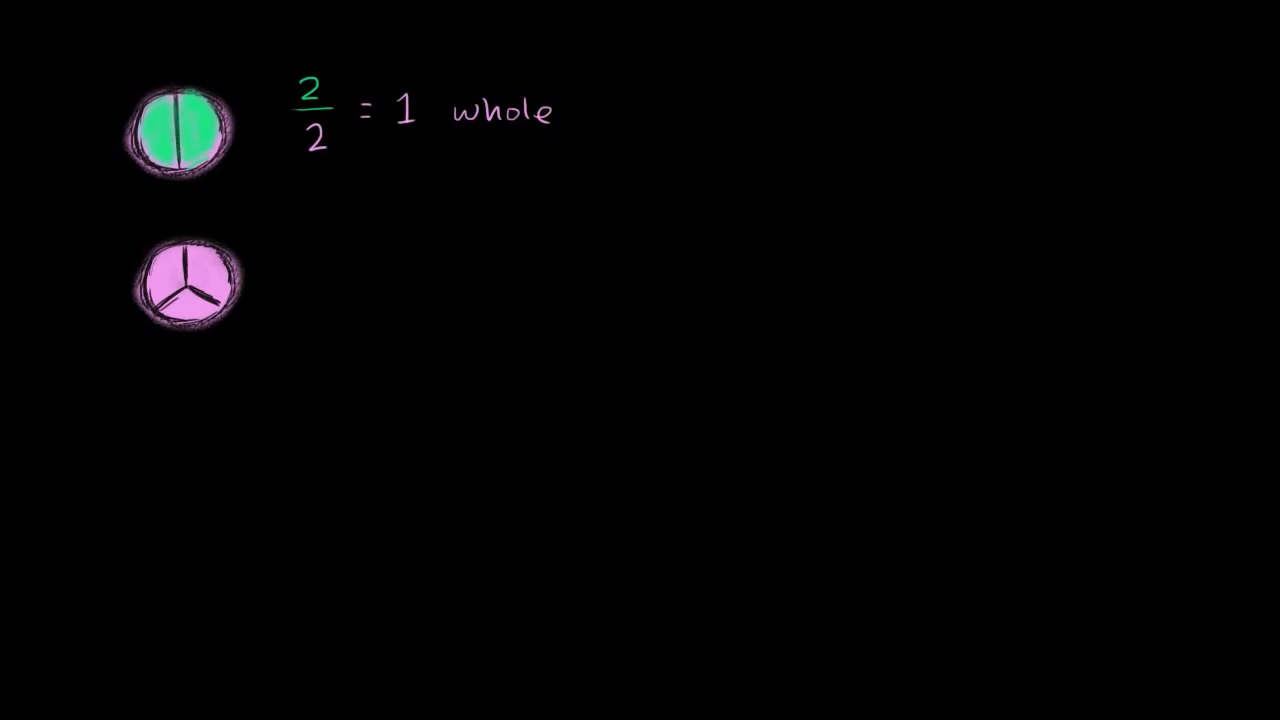 2/2 = 1 whole